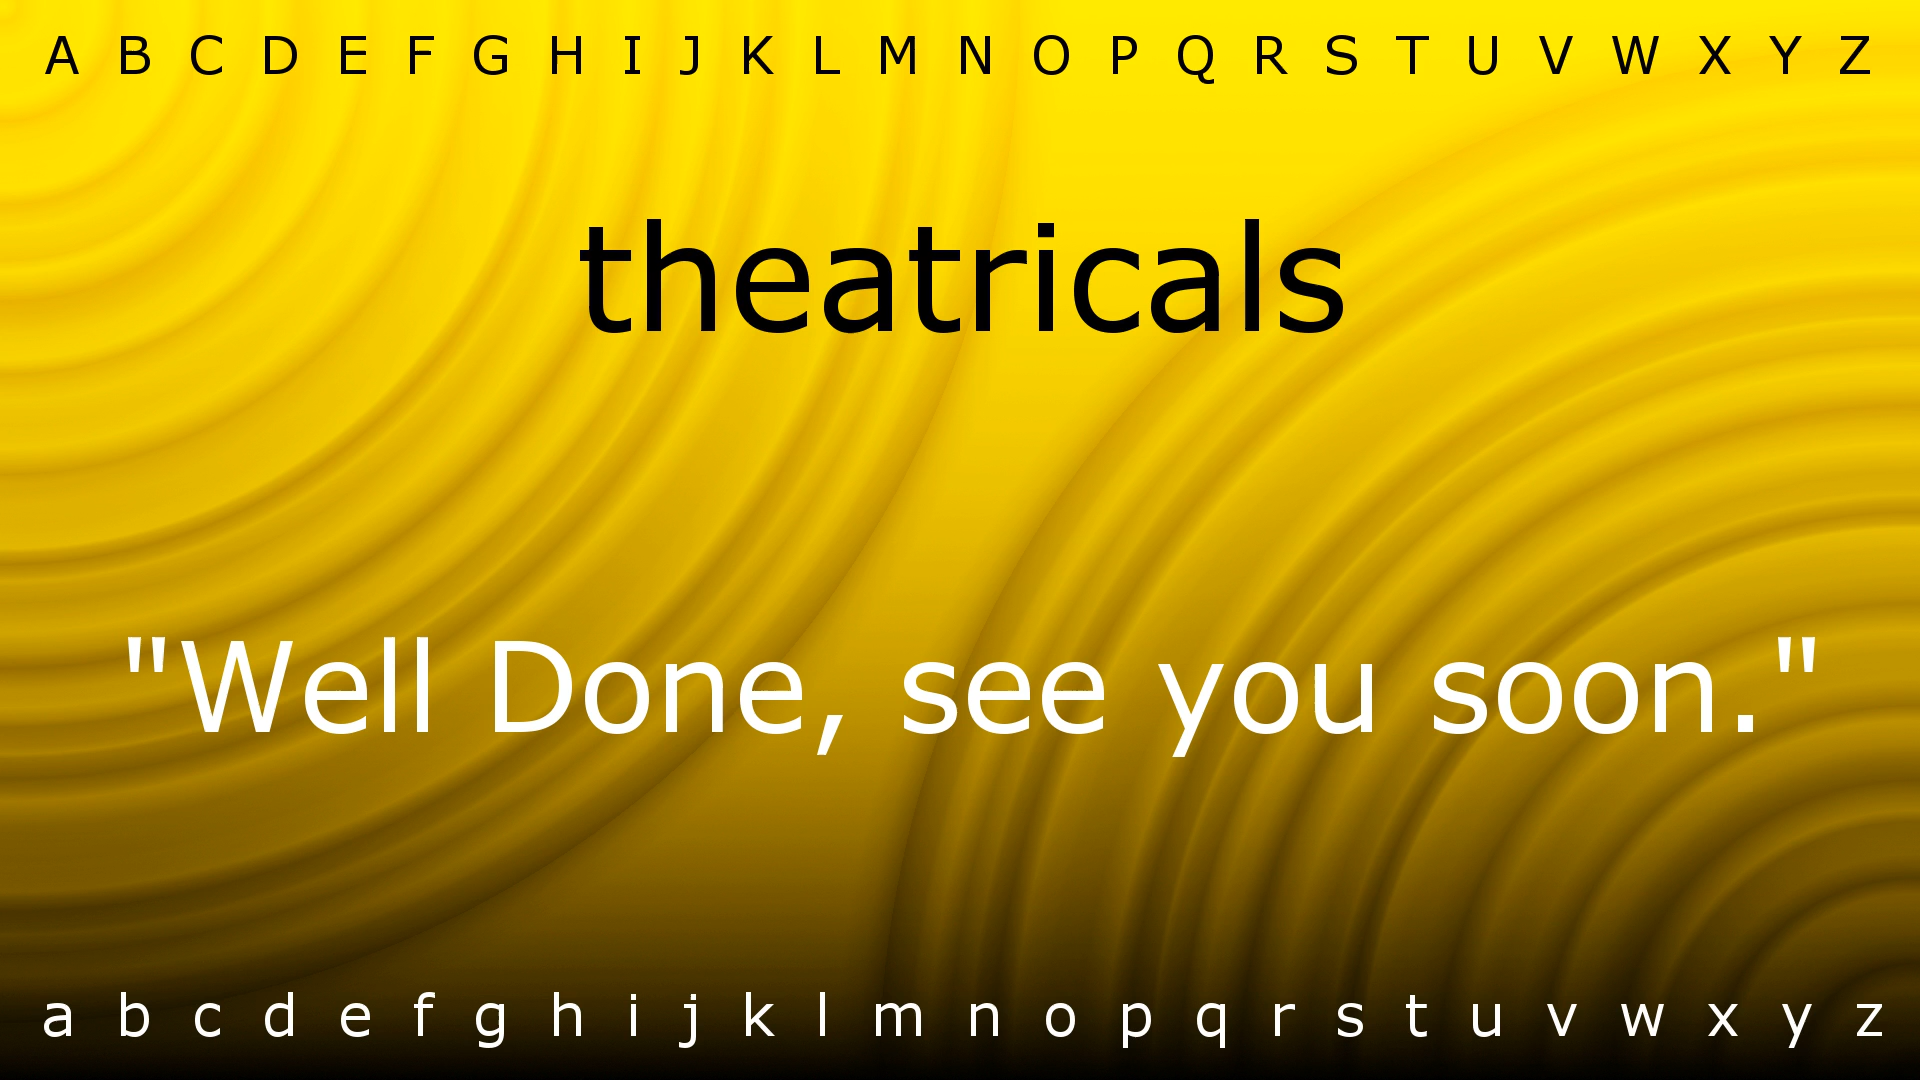 A B C D E F G H I J K L M N O P Q R S T U V W X Y Z
theatricals
"Well Done, see you soon."
a b c d e f g h i j k l m n o p q r s t u v w x y z